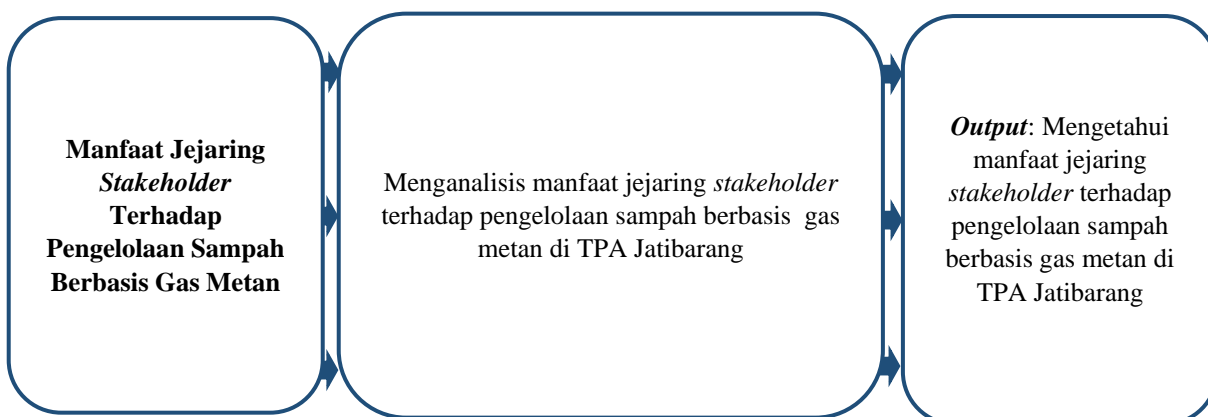 Manfaat Jejaring
Stakeholder
Terhadap
Pengelolaan Sampah
Berbasis Gas Metan
Menganalisis manfaat jejaring stakeholder
terhadap pengelolaan sampah berbasis gas
metan di TPA Jatibarang
Output: Mengetahui
manfaat jejaring
stakeholder terhadap
pengelolaan sampah
berbasis gas metan di
TPA Jatibarang